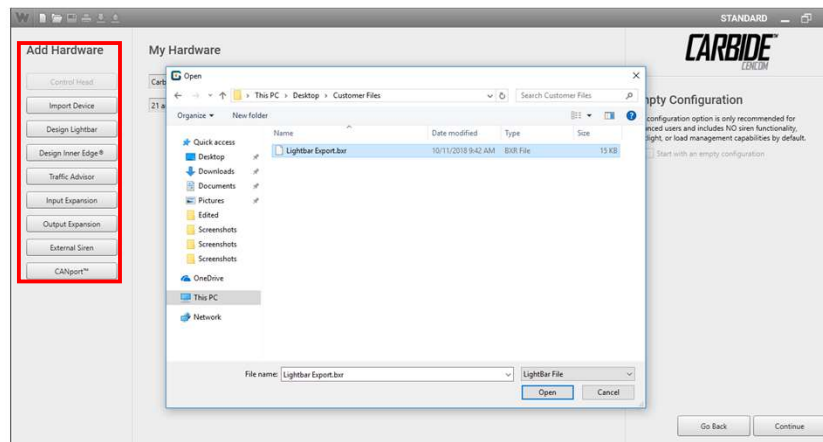 W STANDARD
Add Hardware
Control Head
Import Device
Design Lightbar
Design Inner Edge®
Traffic Advisor
Input Expansion
Output Expansion
External Siren
CANport™
My Hardware
Carb
21 a
Open
This PC > Desktop > Customer Files
Search Customer Files
Organize New folder
Name Date modified Type Size
Lightbar Export.bxr 10/11/2018 9:42 AM BXR File 15 KB
Quick access
Desktop
Downloads
Documents
Pictures
Edited
Screenshots
Screenshots
Screenshots
OneDrive
This PC
Network
File name: Lightbar Export.bxr LightBar File
Open Cancel
CARBIDE™
CENCOM
npty Configuration
configuration option is only recommended for
nced users and includes NO siren functionality,
light, or load management capabilities by default.
Start with an empty configuration
Go Back Continue